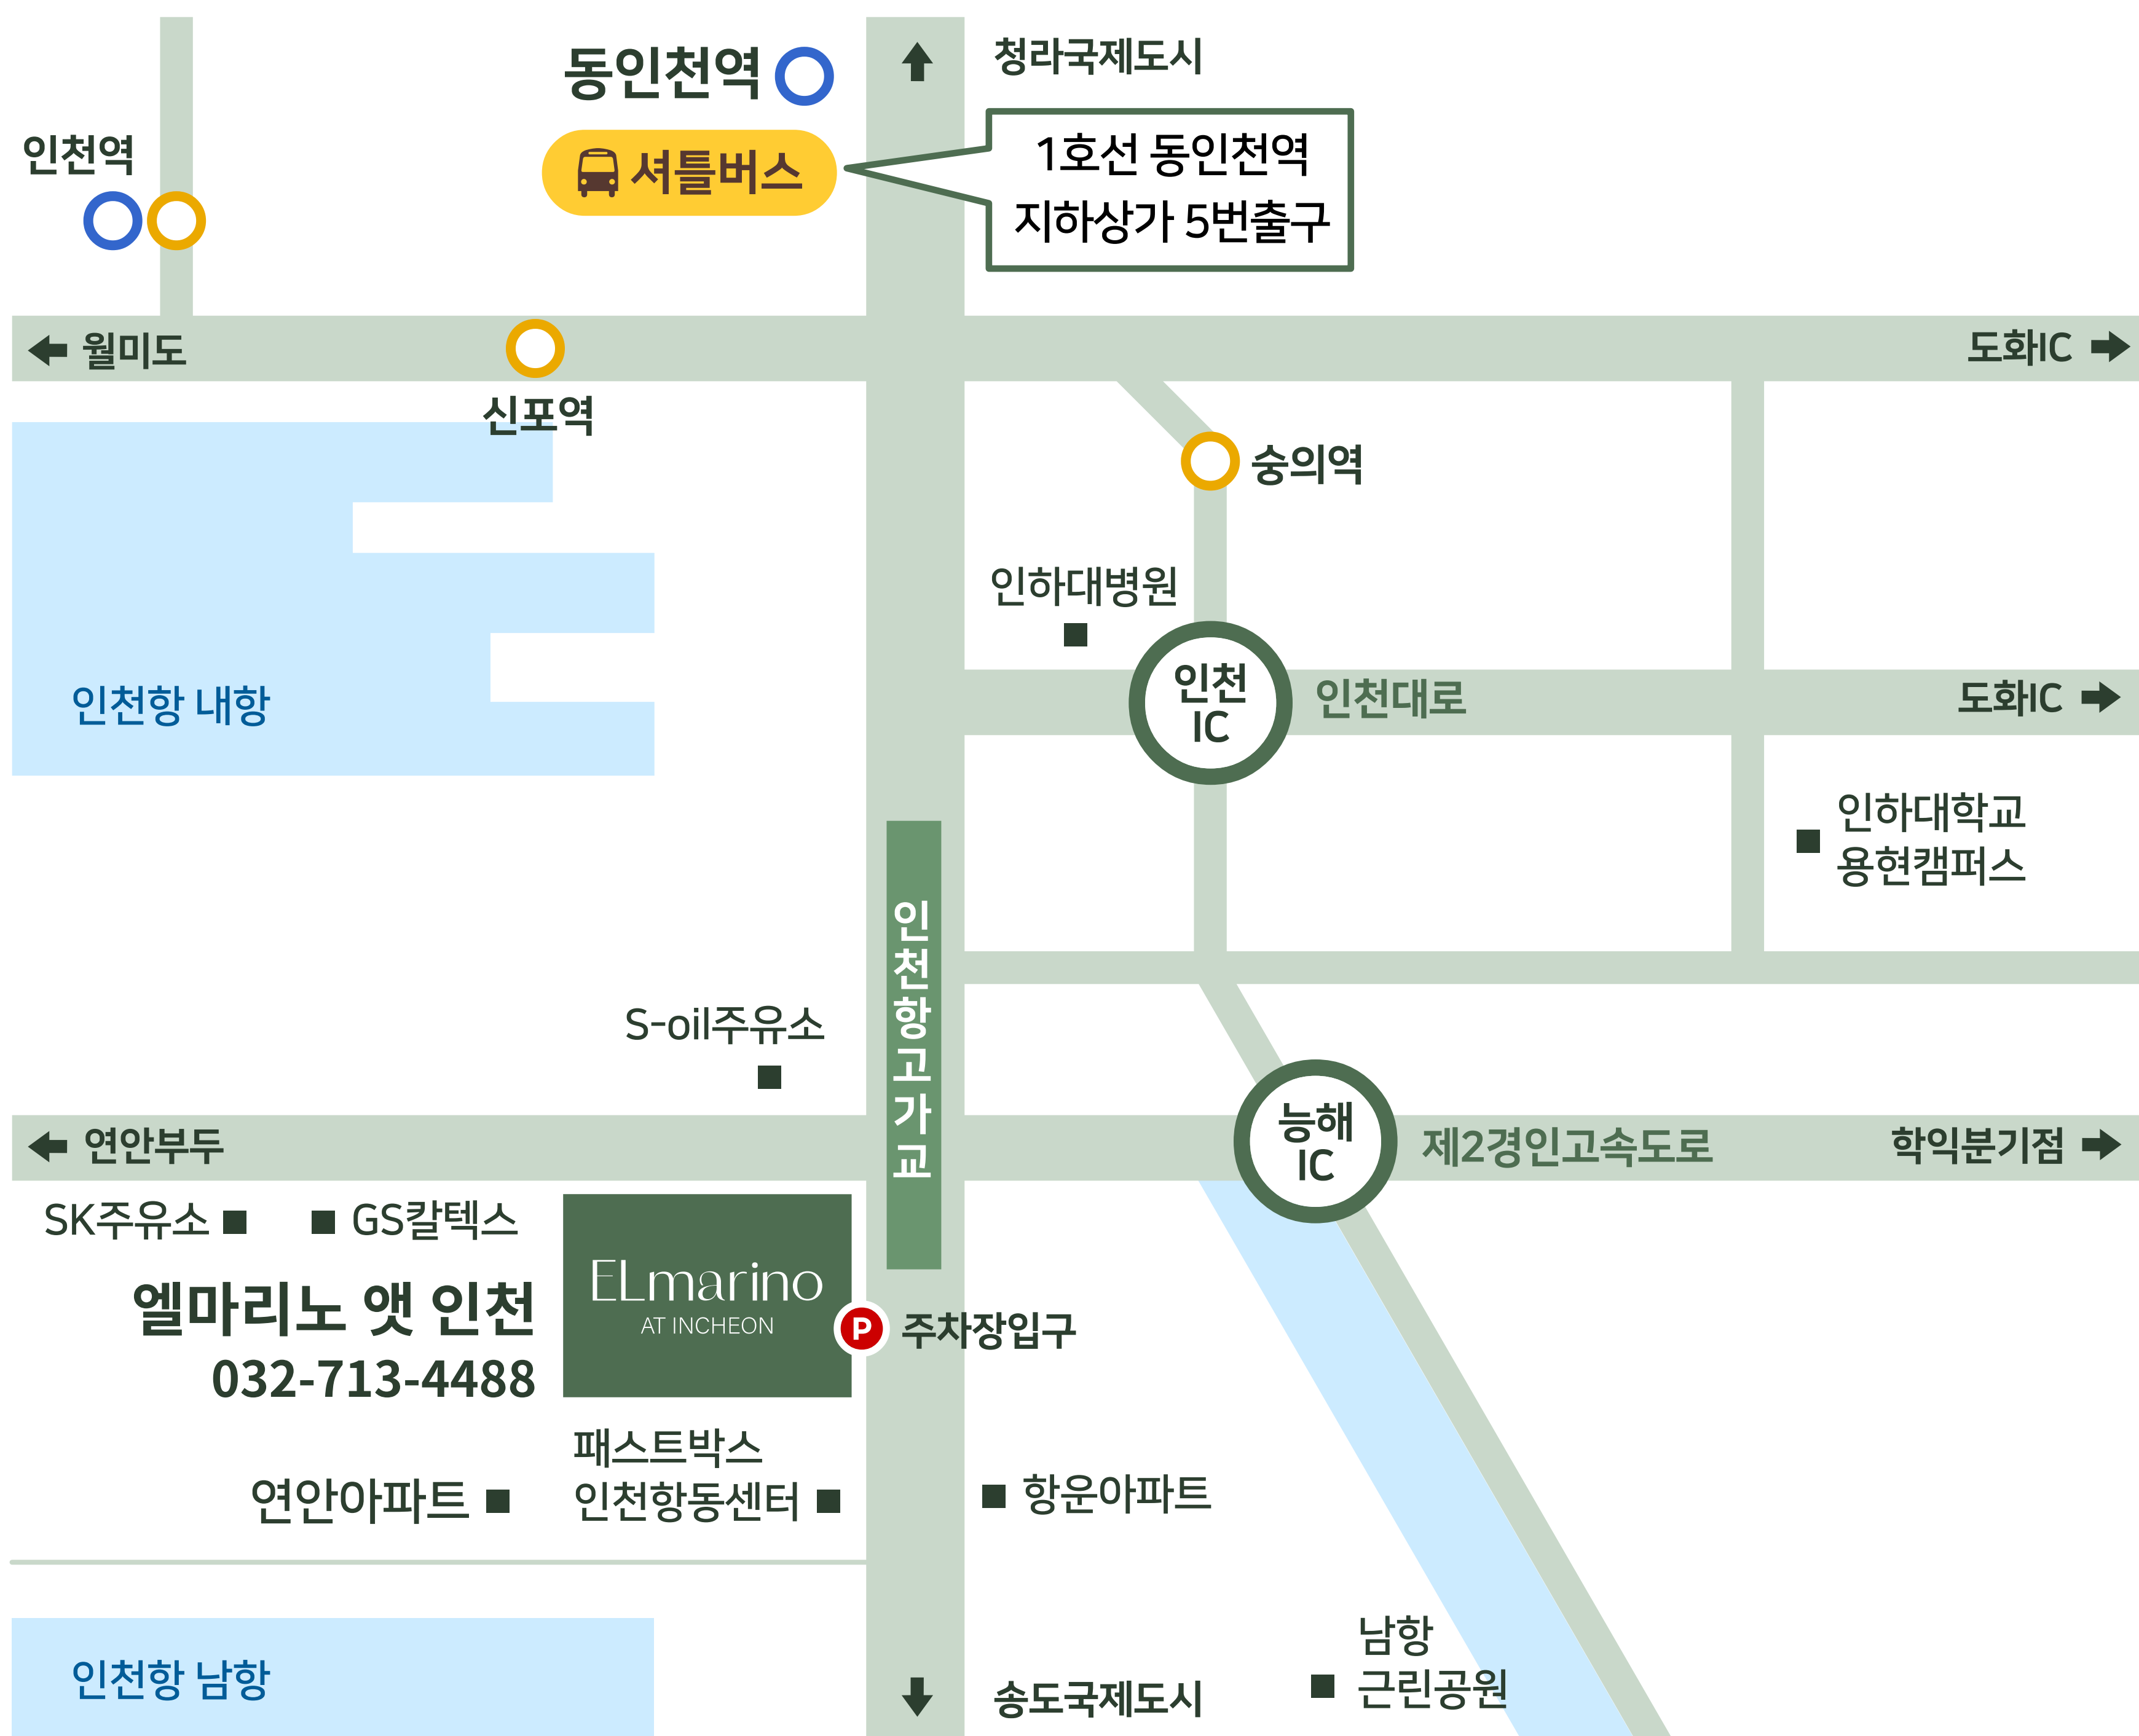 동인천역
청라국제도시
인천역
셔틀버스
1호선 동인천역
지하상가 5번출구
월미도
도화IC
신포역
숭의역
인하대병원
인천항 내항
인천
IC
인천대로
도화IC
인하대학교
용현캠퍼스
인천항고가교
S-oil주유소
연안부두
능해
IC
제2경인고속도로
학익분기점
SK주유소
GS칼텍스
엘마리노 앳 인천
032-713-4488
ELmarino
AT INCHEON
P
주차장입구
패스트박스
인천항동센터
연안아파트
항운아파트
인천항 남항
송도국제도시
남항
근린공원